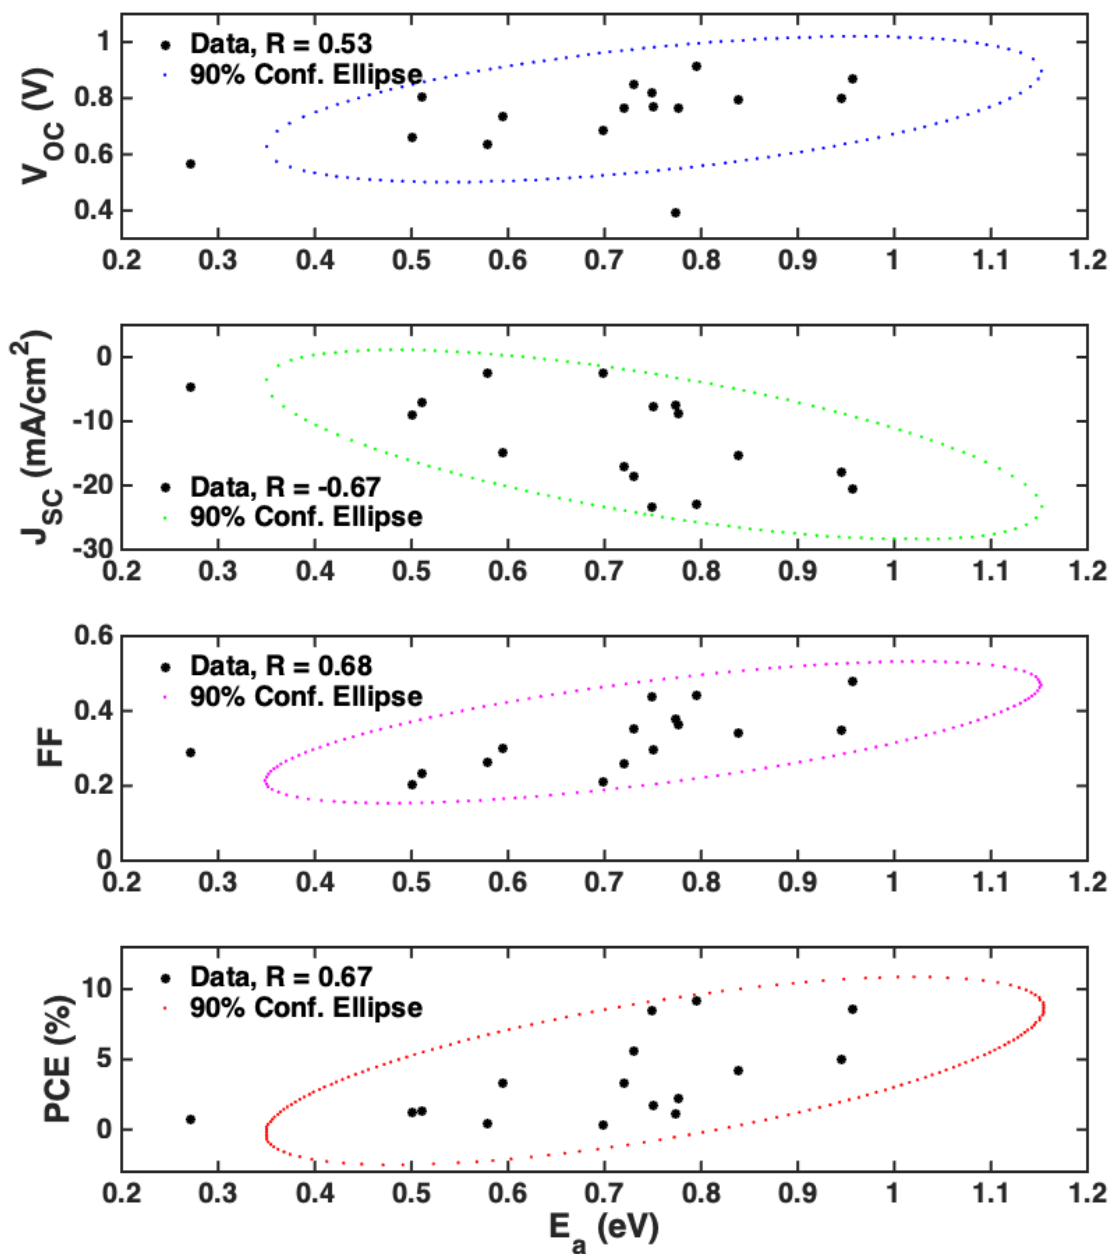 1
0.8
0.6
0.4
V_OC (V)
Data, R = 0.53
90% Conf. Ellipse
0.2 0.3 0.4 0.5 0.6 0.7 0.8 0.9 1 1.1 1.2
0
-10
-20
-30
J_SC (mA/cm²)
Data, R = -0.67
90% Conf. Ellipse
0.2 0.3 0.4 0.5 0.6 0.7 0.8 0.9 1 1.1 1.2
0.6
0.4
0.2
0
FF
Data, R = 0.68
90% Conf. Ellipse
0.2 0.3 0.4 0.5 0.6 0.7 0.8 0.9 1 1.1 1.2
10
5
0
PCE (%)
Data, R = 0.67
90% Conf. Ellipse
0.2 0.3 0.4 0.5 0.6 0.7 0.8 0.9 1 1.1 1.2
E_a (eV)